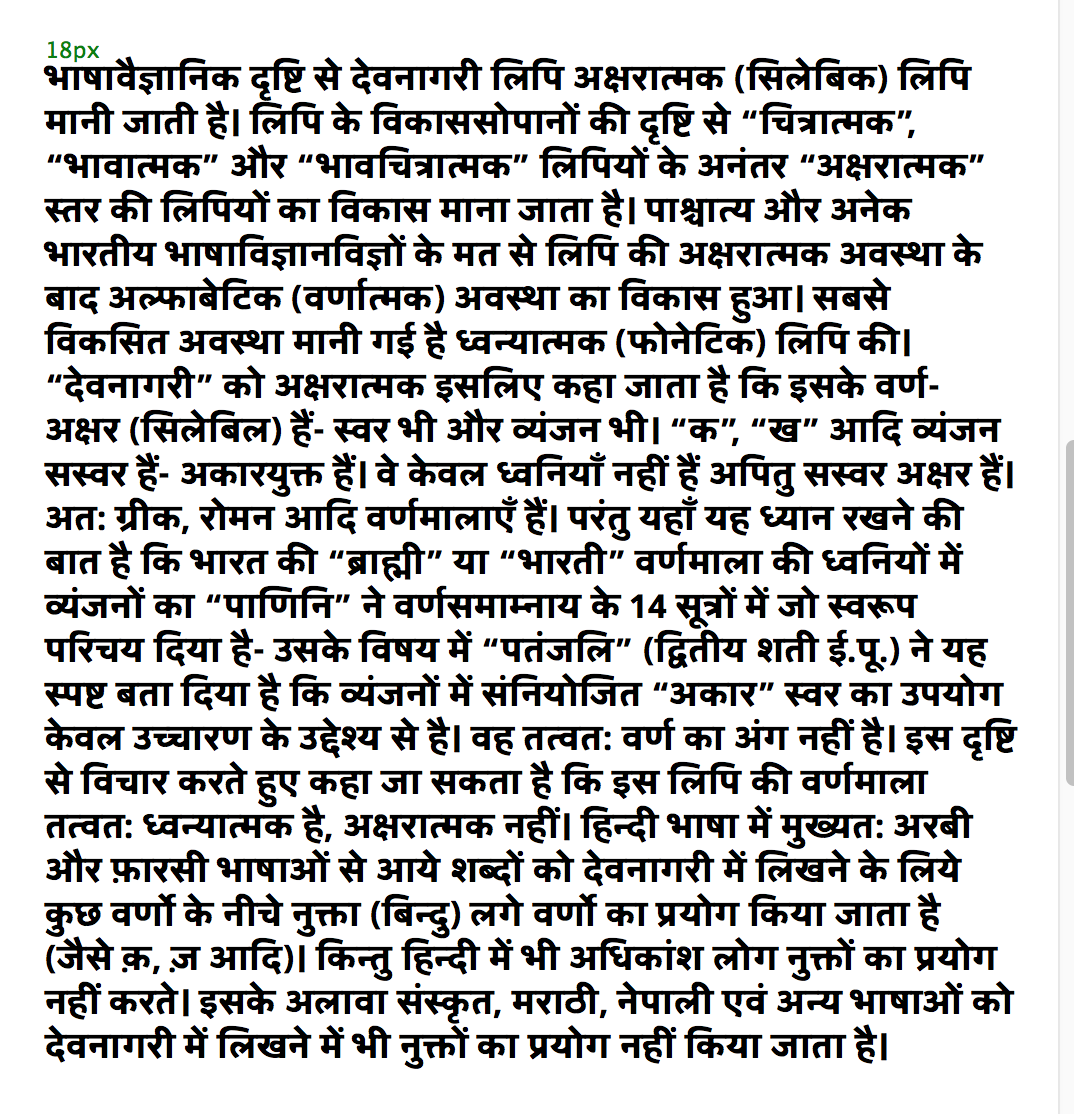 18px
भाषावैज्ञानिक दृष्टि से देवनागरी लिपि अक्षरात्मक (सिलेबिक) लिपि
मानी जाती है। लिपि के विकाससोपानों की दृष्टि से “चित्रात्मक”,
“भावात्मक” और “भावचित्रात्मक” लिपियों के अनंतर “अक्षरात्मक”
स्तर की लिपियों का विकास माना जाता है। पाश्चात्य और अनेक
भारतीय भाषाविज्ञानविज्ञों के मत से लिपि की अक्षरात्मक अवस्था के
बाद अल्फाबेटिक (वर्णात्मक) अवस्था का विकास हुआ। सबसे
विकसित अवस्था मानी गई है ध्वन्यात्मक (फोनेटिक) लिपि की।
“देवनागरी” को अक्षरात्मक इसलिए कहा जाता है कि इसके वर्ण-
अक्षर (सिलेबिल) हैं- स्वर भी और व्यंजन भी। “क”, “ख” आदि व्यंजन
सस्वर हैं- अकारयुक्त हैं। वे केवल ध्वनियाँ नहीं हैं अपितु सस्वर अक्षर हैं।
अत: ग्रीक, रोमन आदि वर्णमालाएँ हैं। परंतु यहाँ यह ध्यान रखने की
बात है कि भारत की “ब्राह्मी” या “भारती” वर्णमाला की ध्वनियों में
व्यंजनों का “पाणिनि” ने वर्णसमाम्नाय के 14 सूत्रों में जो स्वरूप
परिचय दिया है- उसके विषय में “पतंजलि” (द्वितीय शती ई.पू.) ने यह
स्पष्ट बता दिया है कि व्यंजनों में संनियोजित “अकार” स्वर का उपयोग
केवल उच्चारण के उद्देश्य से है। वह तत्वत: वर्ण का अंग नहीं है। इस दृष्टि
से विचार करते हुए कहा जा सकता है कि इस लिपि की वर्णमाला
तत्वत: ध्वन्यात्मक है, अक्षरात्मक नहीं। हिन्दी भाषा में मुख्यत: अरबी
और फ़ारसी भाषाओं से आये शब्दों को देवनागरी में लिखने के लिये
कुछ वर्णों के नीचे नुक्ता (बिन्दु) लगे वर्णों का प्रयोग किया जाता है
(जैसे क़, ज़ आदि)। किन्तु हिन्दी में भी अधिकांश लोग नुक्तों का प्रयोग
नहीं करते। इसके अलावा संस्कृत, मराठी, नेपाली एवं अन्य भाषाओं को
देवनागरी में लिखने में भी नुक्तों का प्रयोग नहीं किया जाता है।